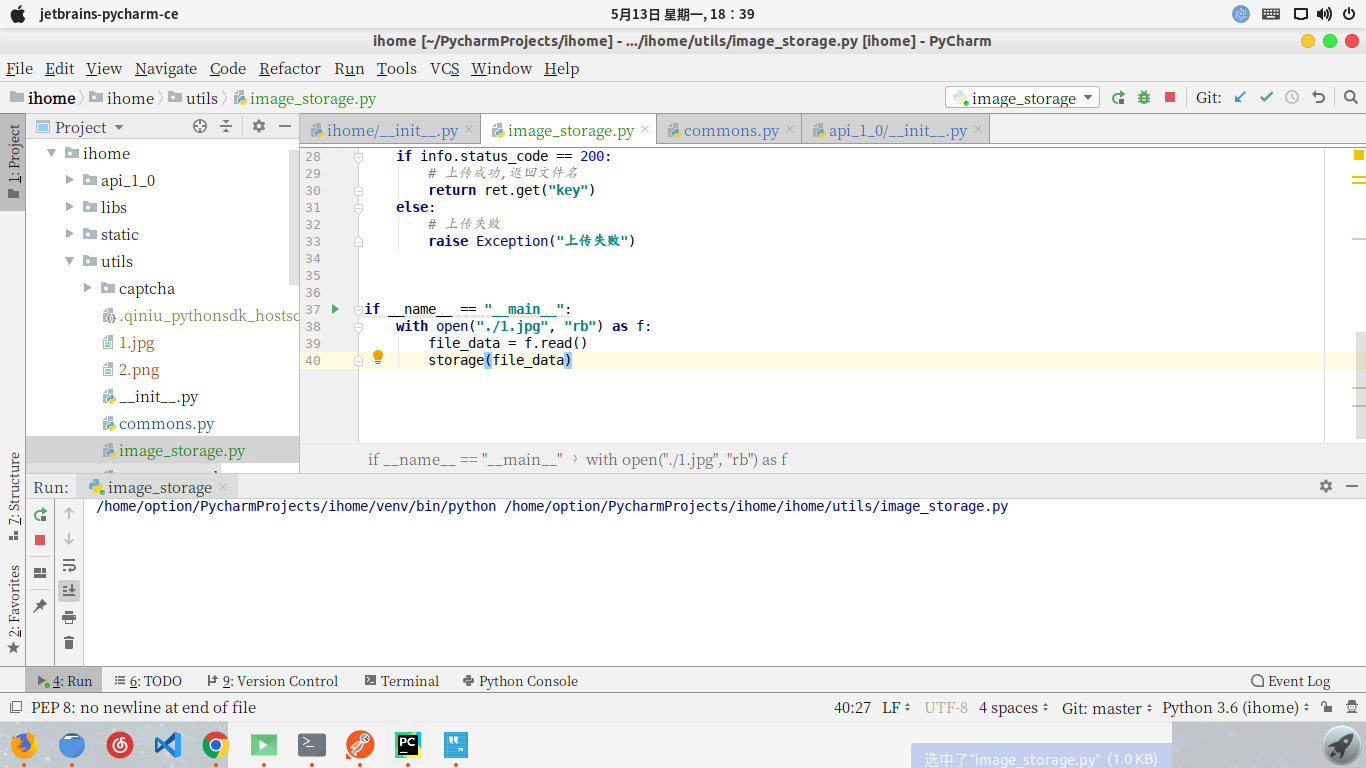 jetbrains-pycharm-ce
5月13日 星期一, 18：39
ihome [~/PycharmProjects/ihome] - .../ihome/utils/image_storage.py [ihome] - PyCharm
File Edit View Navigate Code Refactor Run Tools VCS Window Help
ihome ihome utils image_storage.py
image_storage
Git:
Project
ihome/__init__.py image_storage.py commons.py api_1_0/__init__.py
1: Project
ihome
api_1_0
libs
static
utils
captcha
.qiniu_pythonsdk_hostsc
1.jpg
2.png
__init__.py
commons.py
image_storage.py
28 if info.status_code == 200:
29 # 上传成功,返回文件名
30 return ret.get("key")
31 else:
32 # 上传失败
33 raise Exception("上传失败")
34
35
36
37 if __name__ == "__main__":
38 with open("./1.jpg", "rb") as f:
39 file_data = f.read()
40 storage(file_data)
if __name__ == "__main__" › with open("./1.jpg", "rb") as f
7: Structure
2: Favorites
Run: image_storage
/home/option/PycharmProjects/ihome/venv/bin/python /home/option/PycharmProjects/ihome/ihome/utils/image_storage.py
4: Run 6: TODO 9: Version Control Terminal Python Console Event Log
PEP 8: no newline at end of file
40:27 LF UTF-8 4 spaces Git: master Python 3.6 (ihome)
PC
选中了"image_storage.py" (1.0 KB)